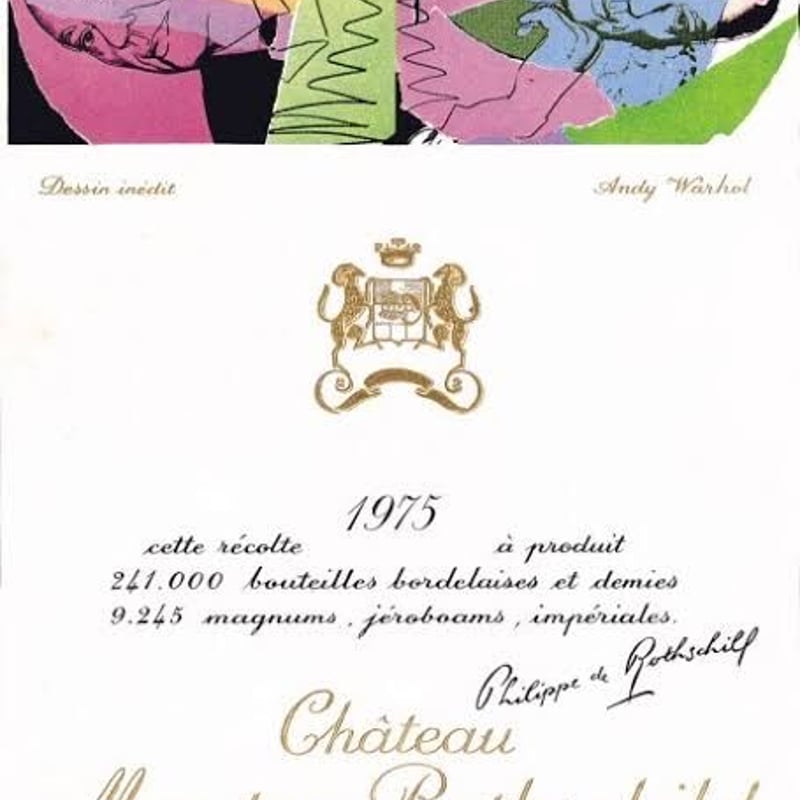 Dessin inédit Andy Warhol
1975
cette récolte à produit
241.000 bouteilles bordelaises et demies
9.245 magnums, jéroboams, impériales.
Philippe de Rothschild
Château